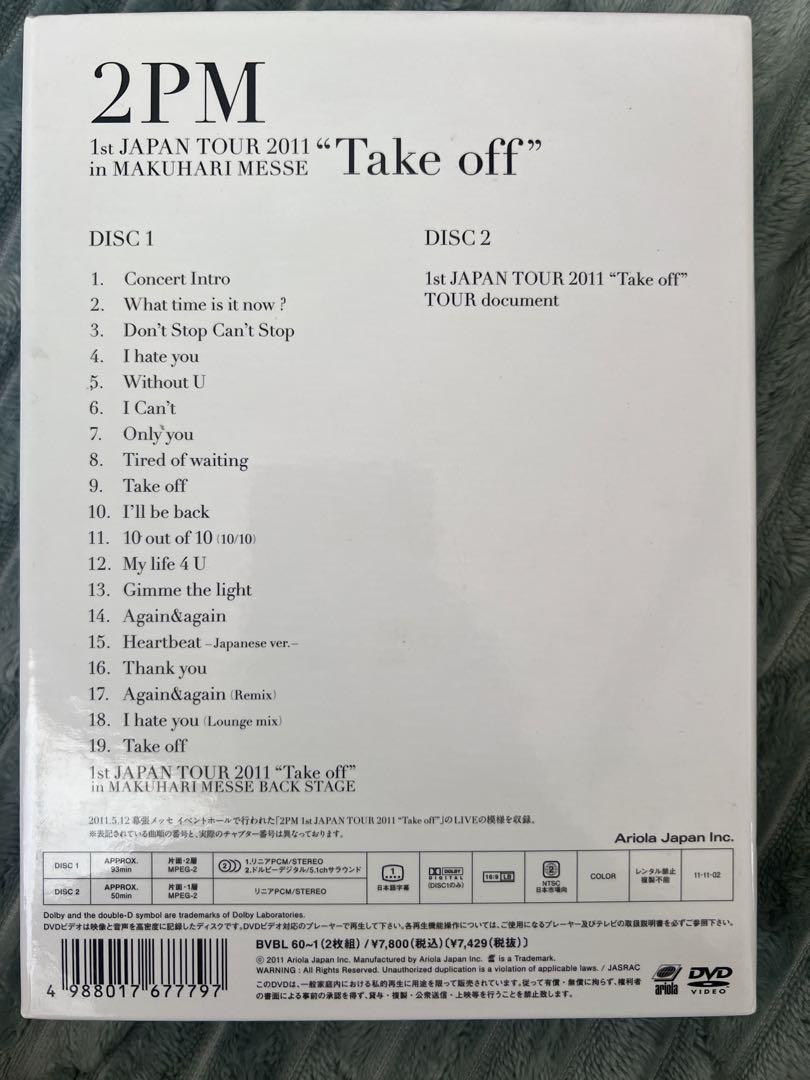 2PM
1st JAPAN TOUR 2011 “Take off”
in MAKUHARI MESSE
DISC 1
1. Concert Intro
2. What time is it now ?
3. Don't Stop Can't Stop
4. I hate you
5. Without U
6. I Can't
7. Only you
8. Tired of waiting
9. Take off
10. I'll be back
11. 10 out of 10 (10/10)
12. My life 4 U
13. Gimme the light
14. Again&again
15. Heartbeat –Japanese ver.–
16. Thank you
17. Again&again (Remix)
18. I hate you (Lounge mix)
19. Take off
1st JAPAN TOUR 2011 “Take off”
in MAKUHARI MESSE BACK STAGE
DISC 2
1st JAPAN TOUR 2011 “Take off”
TOUR document
2011.5.12 幕張メッセ イベントホールで行われた「2PM 1st JAPAN TOUR 2011 “Take off”」のLIVEの模様を収録。
※表記されている曲順の番号と、実際のチャプター番号は異なっております。
Ariola Japan Inc.
DISC 1 APPROX. 93min 片面・2層 MPEG-2 2 1.リニアPCM/STEREO 2.ドルビーデジタル/5.1chサラウンド
DISC 2 APPROX. 50min 片面・1層 MPEG-2 リニアPCM/STEREO
1 日本語字幕 DOLBY DIGITAL (DISC1のみ) 16:9 LB 2 NTSC 日本市場向 COLOR レンタル禁止 複製不能 11-11-02
Dolby and the double-D symbol are trademarks of Dolby Laboratories.
DVDビデオは映像と音声を高密度に記録したディスクです。DVDビデオ対応のプレーヤーで再生して下さい。各再生機能操作については、ご使用になるプレーヤー及びテレビの取扱説明書を必ずご参照下さい。
BVBL 60~1(2枚組)/¥7,800(税込)〔¥7,429(税抜)〕
℗ 2011 Ariola Japan Inc. Manufactured by Ariola Japan Inc. is a Trademark.
WARNING : All Rights Reserved. Unauthorized duplication is a violation of applicable laws. / JASRAC
このDVDは、一般家庭内における私的再生に用途を限って販売されています。従って有償・無償に拘らず、権利者
の書面による事前の承認を得ず、貸与・複製・公衆送信・上映等を行うことを禁止致します。
4 988017 677797
ariola
DVD
VIDEO